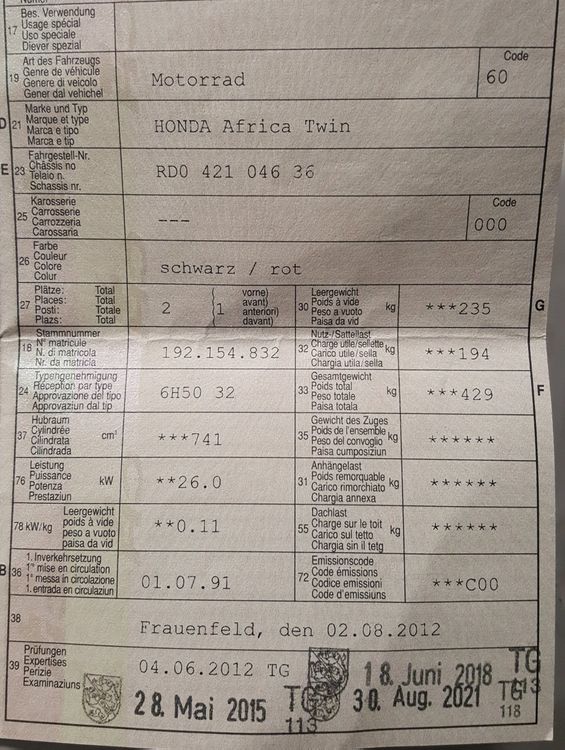 17 Bes. Verwendung
Usage spécial
Uso speciale
Diever spezial
19 Art des Fahrzeugs
Genre de véhicule
Genere di veicolo
Gener dal vehichel
Motorrad
Code
60
D 21 Marke und Typ
Marque et type
Marca e tipo
Marca e tip
HONDA Africa Twin
E 23 Fahrgestell-Nr.
Châssis no
Telaio n.
Schassis nr.
RD0 421 046 36
25 Karosserie
Carrosserie
Carrozzeria
Carossaria
---
Code
000
26 Farbe
Couleur
Colore
Colur
schwarz / rot
27 Plätze: Total
Places: Total
Posti: Totale
Plazs: Total
2 (1 vorne)
avant)
anteriori)
davant)
30 Leergewicht
Poids à vide
Peso a vuoto
Paisa da vid
kg ***235 G
18 Stammnummer
N° matricule
N. di matricola
Nr. da matricla
192.154.832
32 Nutz-/Sattellast
Charge utile/sellette
Carico utile/sella
Chargia utila/sella
kg ***194
24 Typengenehmigung
Réception par type
Approvazione del tipo
Approvaziun dal tip
6H50 32
33 Gesamtgewicht
Poids total
Peso totale
Paisa totala
kg ***429 F
37 Hubraum
Cylindrée
Cilindrata
Cilindrada
cm³ ***741
35 Gewicht des Zuges
Poids de l'ensemble
Peso del convoglio
Paisa cumposiziun
kg ******
76 Leistung
Puissance
Potenza
Prestaziun
kW **26.0
31 Anhängelast
Poids remorquable
Carico rimorchiato
Chargia annexa
kg ******
78 kW/kg Leergewicht
poids à vide
peso a vuoto
paisa da vid
**0.11
55 Dachlast
Charge sur le toit
Carico sul tetto
Chargia sin il tetg
kg ******
B 36 1. Inverkehrsetzung
1re mise en circulation
1a messa in circolazione
1. entrada en circulaziun
01.07.91
72 Emissionscode
Code émissions
Codice emissioni
Code d'emissiuns
***C00
38
Frauenfeld, den 02.08.2012
39 Prüfungen
Expertises
Perizie
Examinaziuns
04.06.2012 TG
18. Juni 2018 TG
113
28. Mai 2015 TG
113
30. Aug. 2021 TG
118